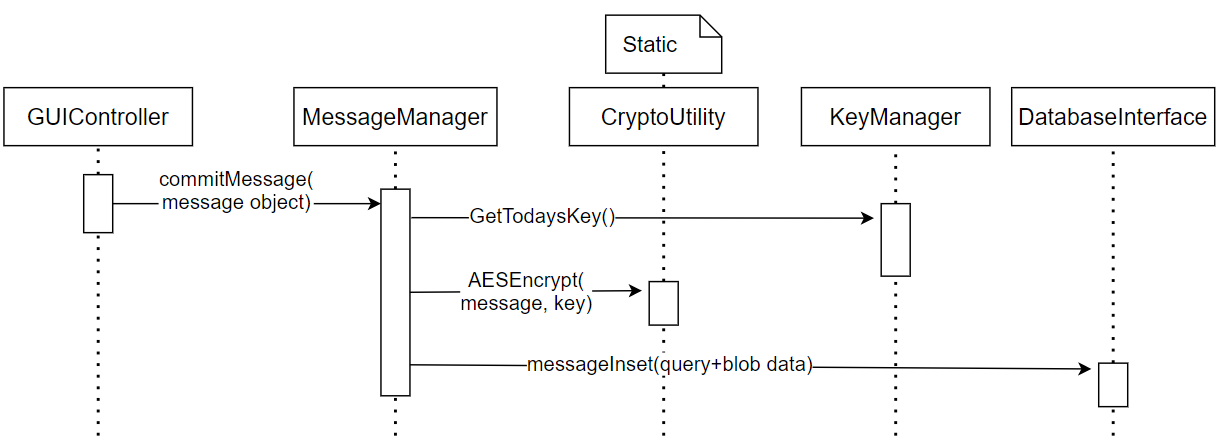 Static
GUIController
MessageManager
CryptoUtility
KeyManager
DatabaseInterface
commitMessage(
message object)
GetTodaysKey()
AESEncrypt(
message, key)
messageInset(query+blob data)